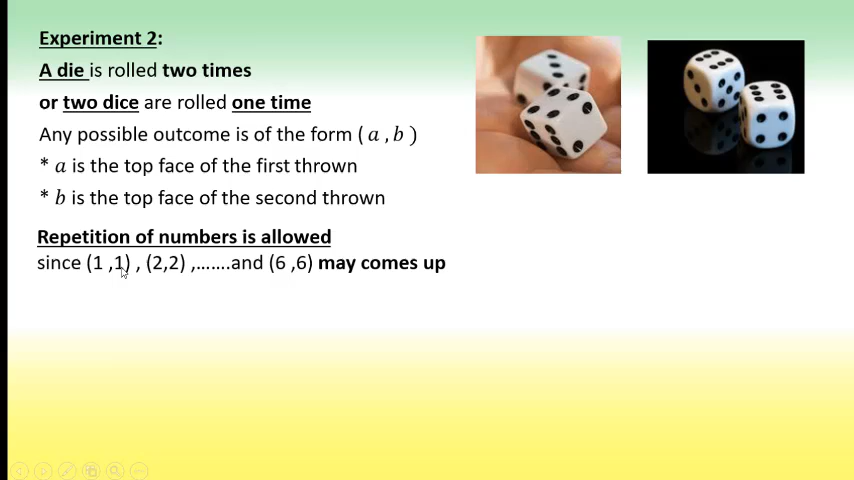 Experiment 2:
A die is rolled two times
or two dice are rolled one time
Any possible outcome is of the form ( a , b )
* a is the top face of the first thrown
* b is the top face of the second thrown
Repetition of numbers is allowed
since (1 ,1) , (2,2) ,…….and (6 ,6) may comes up